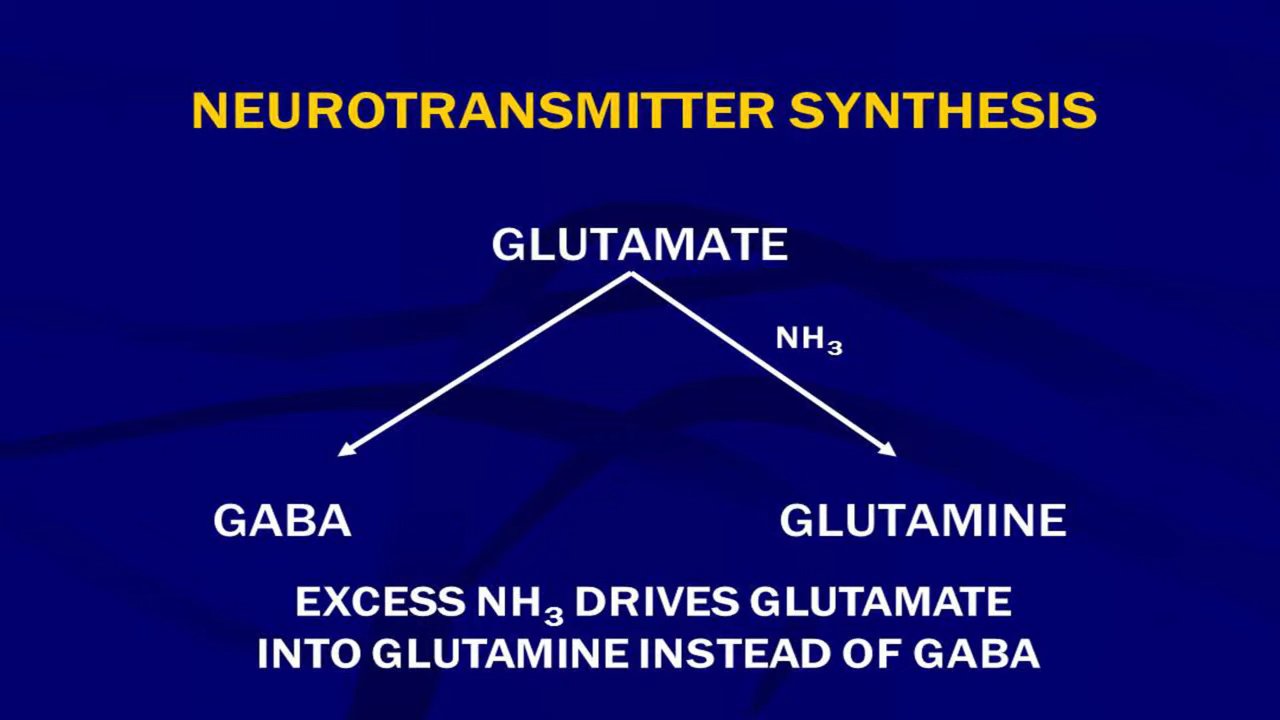 NEUROTRANSMITTER SYNTHESIS
GLUTAMATE
NH₃
GABA
GLUTAMINE
EXCESS NH₃ DRIVES GLUTAMATE
INTO GLUTAMINE INSTEAD OF GABA